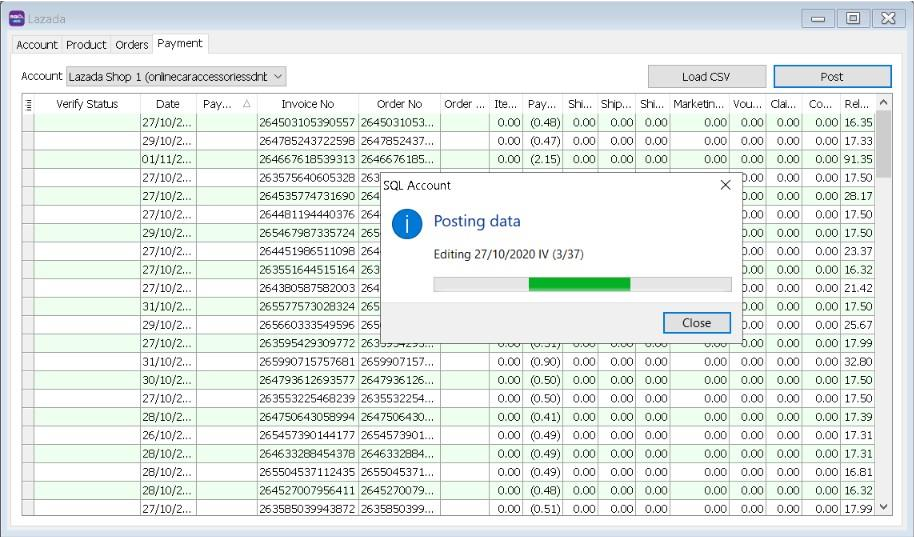 Lazada
Account Product Orders Payment
Account Lazada Shop 1 (onlinecaraccessoriessdnb Load CSV Post
Verify Status Date Pay... Invoice No Order No Order ... Ite... Pay... Shi... Ship... Shi... Marketin... Vou... Clai... Co... Rel...
27/10/2... 264503105390557 2645031053... 0.00 (0.48) 0.00 0.00 0.00 0.00 0.00 0.00 0.00 16.35
29/10/2... 264785243722598 264785243​7... 0.00 (0.47) 0.00 0.00 0.00 0.00 0.00 0.00 0.00 17.33
01/11/2... 264667618539313 2646676185... 0.00 (2.15) 0.00 0.00 0.00 0.00 0.00 0.00 0.00 91.35
27/10/2... 263575640605328 263 0.00 0.00 0.00 17.50
27/10/2... 264535774731690 264 0.00 0.00 0.00 28.17
27/10/2... 264481194440376 264 0.00 0.00 0.00 17.50
29/10/2... 265467987335724 265 0.00 0.00 0.00 17.50
27/10/2... 264451986511098 264 0.00 0.00 0.00 23.37
27/10/2... 263551644515164 263 0.00 0.00 0.00 16.32
27/10/2... 264380587582003 264 0.00 0.00 0.00 21.42
31/10/2... 265577573028324 265 0.00 0.00 0.00 17.50
29/10/2... 265660333549596 265 0.00 0.00 0.00 25.67
27/10/2... 263595429309772 2635954293... 0.00 (0.51) 0.00 0.00 0.00 0.00 0.00 0.00 0.00 17.99
31/10/2... 265990715757681 2659907157... 0.00 (0.90) 0.00 0.00 0.00 0.00 0.00 0.00 0.00 32.80
30/10/2... 264793612693577 2647936126... 0.00 (0.50) 0.00 0.00 0.00 0.00 0.00 0.00 0.00 17.50
27/10/2... 263553225468239 2635532254... 0.00 (0.50) 0.00 0.00 0.00 0.00 0.00 0.00 0.00 17.50
28/10/2... 264750643058994 2647506430... 0.00 (0.41) 0.00 0.00 0.00 0.00 0.00 0.00 0.00 17.39
26/10/2... 265457390144177 2654573901... 0.00 (0.49) 0.00 0.00 0.00 0.00 0.00 0.00 0.00 17.31
28/10/2... 264633288454378 2646332884... 0.00 (0.49) 0.00 0.00 0.00 0.00 0.00 0.00 0.00 17.31
28/10/2... 265504537112435 2655045371... 0.00 (0.49) 0.00 0.00 0.00 0.00 0.00 0.00 0.00 16.81
28/10/2... 264527007956411 2645270079... 0.00 (0.48) 0.00 0.00 0.00 0.00 0.00 0.00 0.00 16.32
27/10/2... 263585039943872 2635850399... 0.00 (0.51) 0.00 0.00 0.00 0.00 0.00 0.00 0.00 17.99
SQL Account
Posting data
Editing 27/10/2020 IV (3/37)
Close